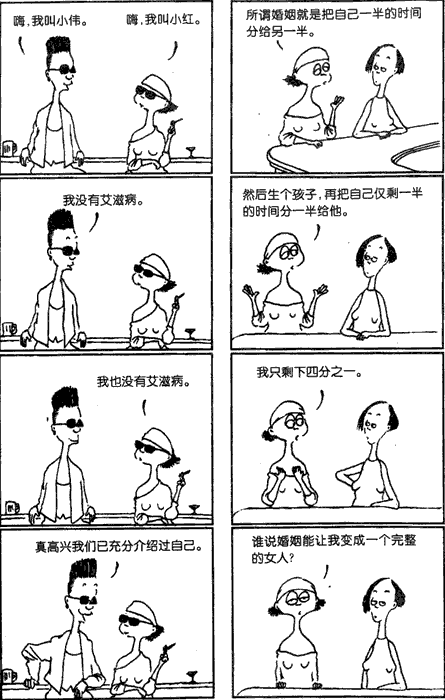 嗨，我叫小伟。
嗨，我叫小红。
我没有艾滋病。
我也没有艾滋病。
真高兴我们已充分介绍过自己。
所谓婚姻就是把自己一半的时间
分给另一半。
然后生个孩子，再把自己仅剩一半
的时间分一半给他。
我只剩下四分之一。
谁说婚姻能让我变成一个完整
的女人？